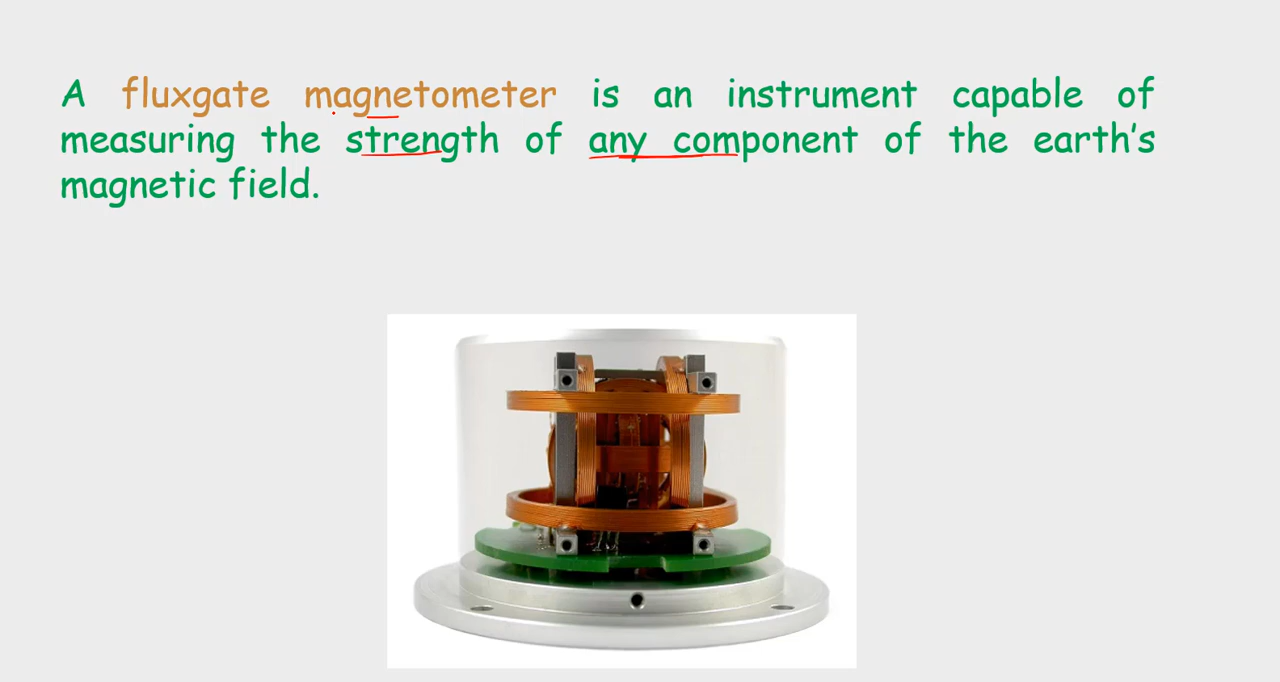 A fluxgate magnetometer is an instrument capable of
measuring the strength of any component of the earth's
magnetic field.